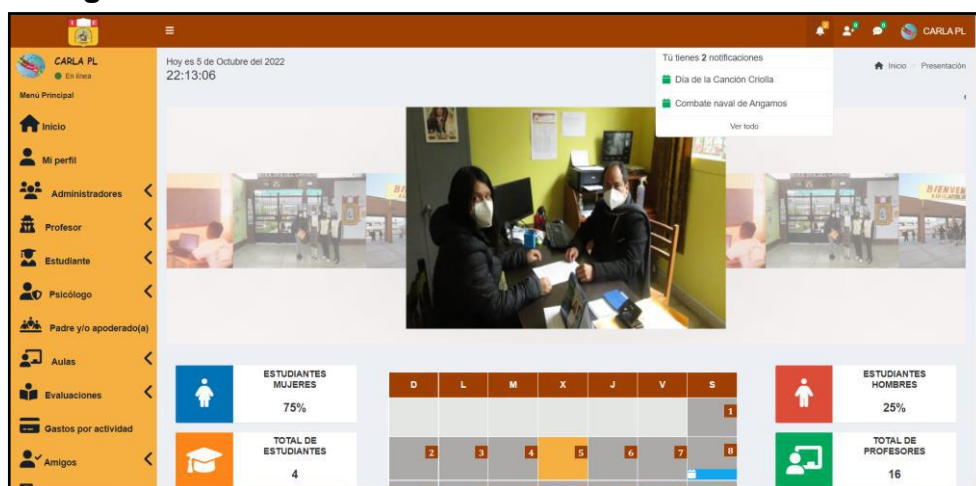 CARLA PL
CARLA PL
En línea
Hoy es 5 de Octubre del 2022
22:13:06
Tú tienes 2 notificaciones
Día de la Canción Criolla
Combate naval de Angamos
Ver todo
Inicio
Presentación
Menú Principal
Inicio
Mi perfil
Administradores
Profesor
Estudiante
Psicólogo
Padre y/o apoderado(a)
Aulas
Evaluaciones
Gastos por actividad
Amigos
ESTUDIANTES
MUJERES
75%
TOTAL DE
ESTUDIANTES
4
D L M X J V S
1
2 3 4 5 6 7 8
ESTUDIANTES
HOMBRES
25%
TOTAL DE
PROFESORES
16